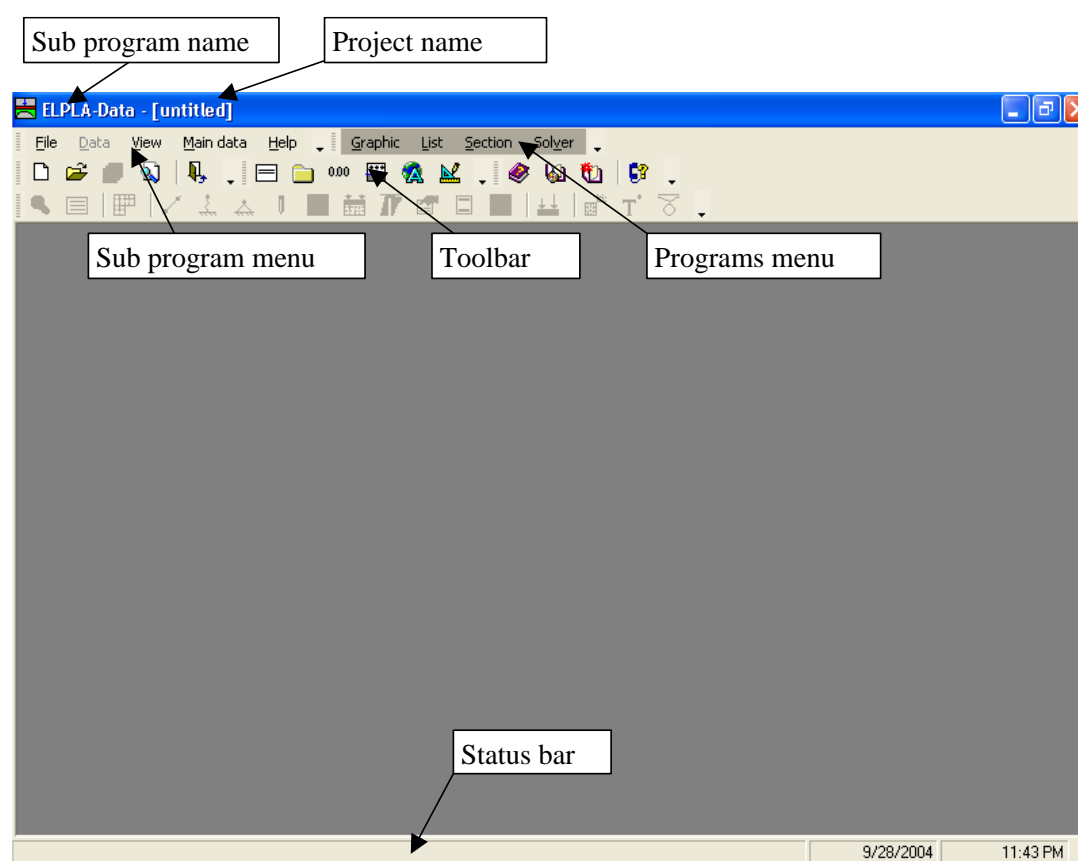 Sub program name Project name
ELPLA-Data - [untitled]
File Data View Main data Help Graphic List Section Solver
0.00
Sub program menu Toolbar Programs menu
Status bar
9/28/2004 11:43 PM